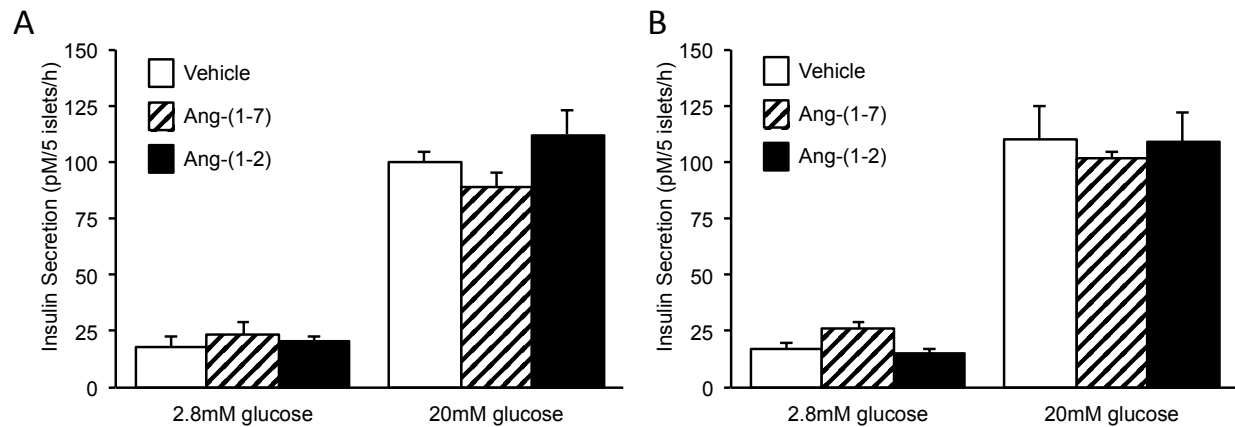 A
Insulin Secretion (pM/5 islets/h)
150
125
100
75
50
25
0
Vehicle
Ang-(1-7)
Ang-(1-2)
2.8mM glucose
20mM glucose
B
Insulin Secretion (pM/5 islets/h)
150
125
100
75
50
25
0
Vehicle
Ang-(1-7)
Ang-(1-2)
2.8mM glucose
20mM glucose